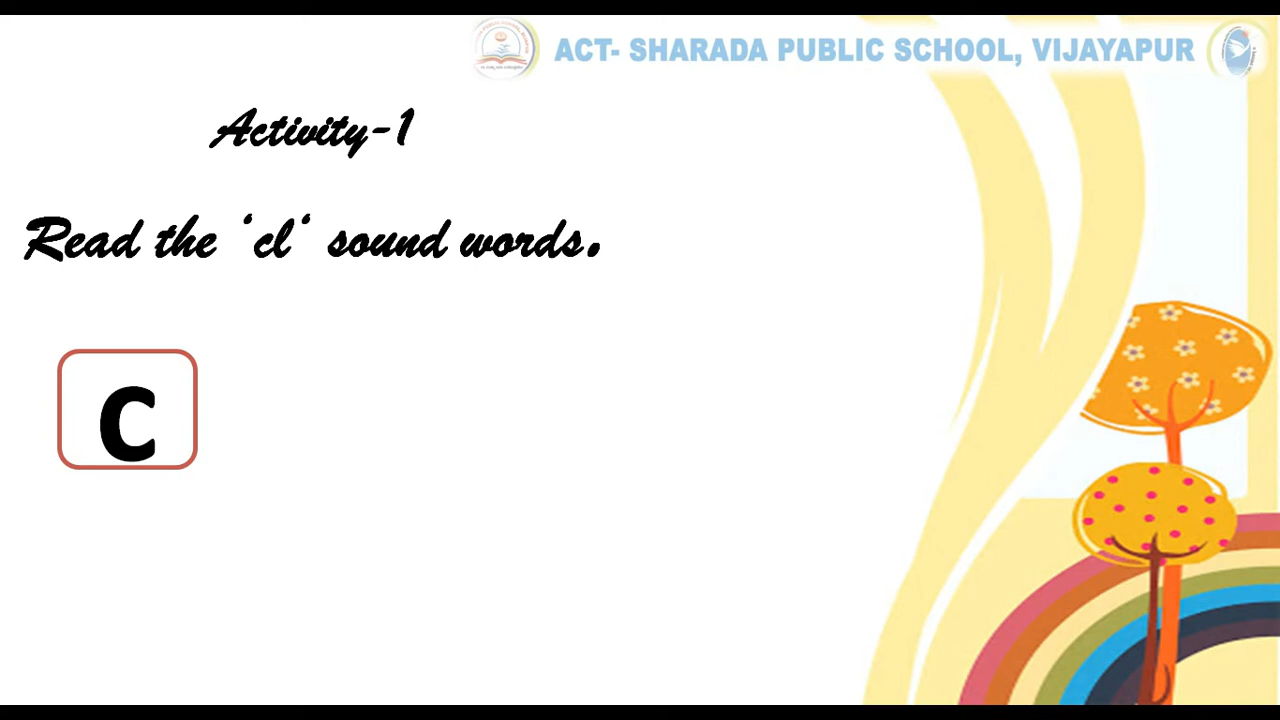 ACT- SHARADA PUBLIC SCHOOL, VIJAYAPUR
Activity-1
Read the ‘cl‘ sound words.
c